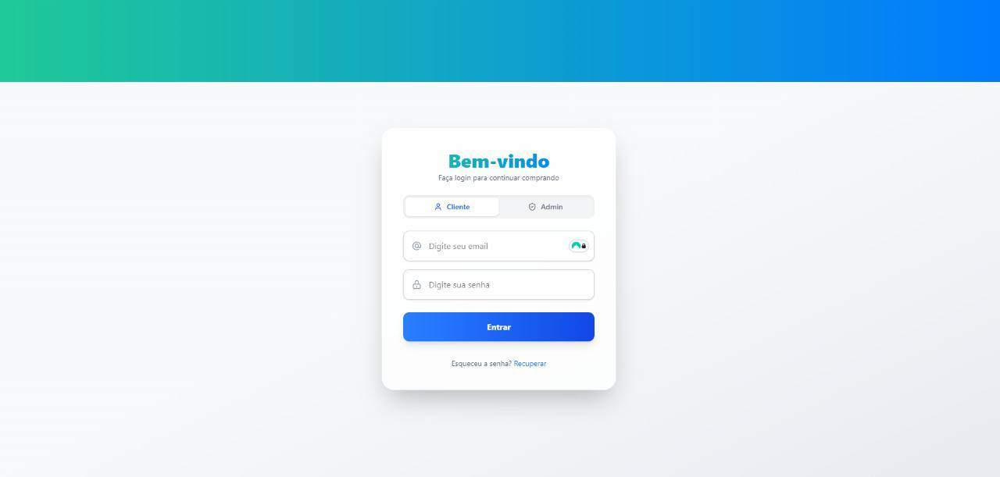 Bem-vindo
Faça login para continuar comprando
Cliente Admin
Digite seu email
Digite sua senha
Entrar
Esqueceu a senha? Recuperar